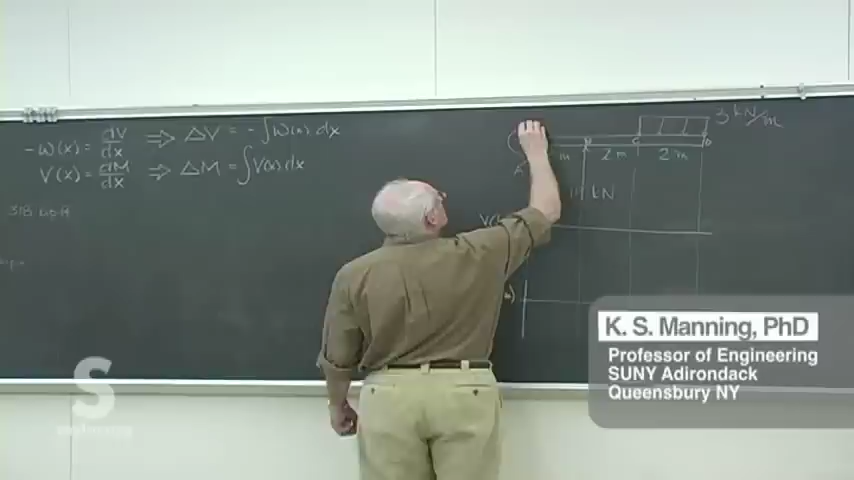 -W(x) = dV/dx ⇒ ΔV = -∫W(x) dx
V(x) = dM/dx ⇒ ΔM = ∫V(x) dx
318
3 kN/m
A
B
C
D
m
2 m
2 m
kN
V(
K. S. Manning, PhD
Professor of Engineering
SUNY Adirondack
Queensbury NY
S